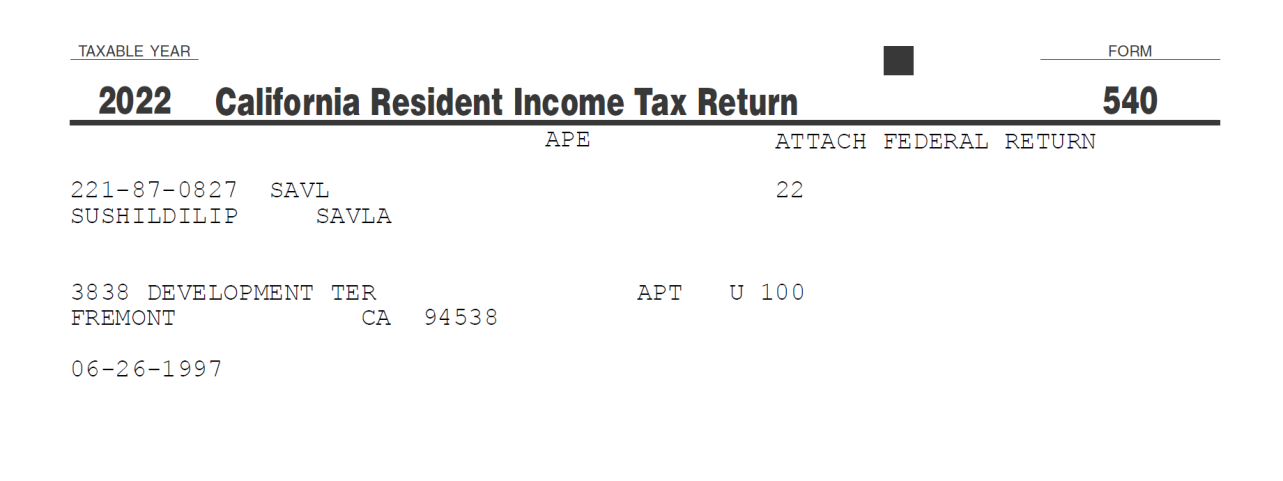 TAXABLE YEAR FORM
2022 California Resident Income Tax Return 540
APE ATTACH FEDERAL RETURN
221-87-0827 SAVL 22
SUSHILDILIP SAVLA
3838 DEVELOPMENT TER APT U 100
FREMONT CA 94538
06-26-1997